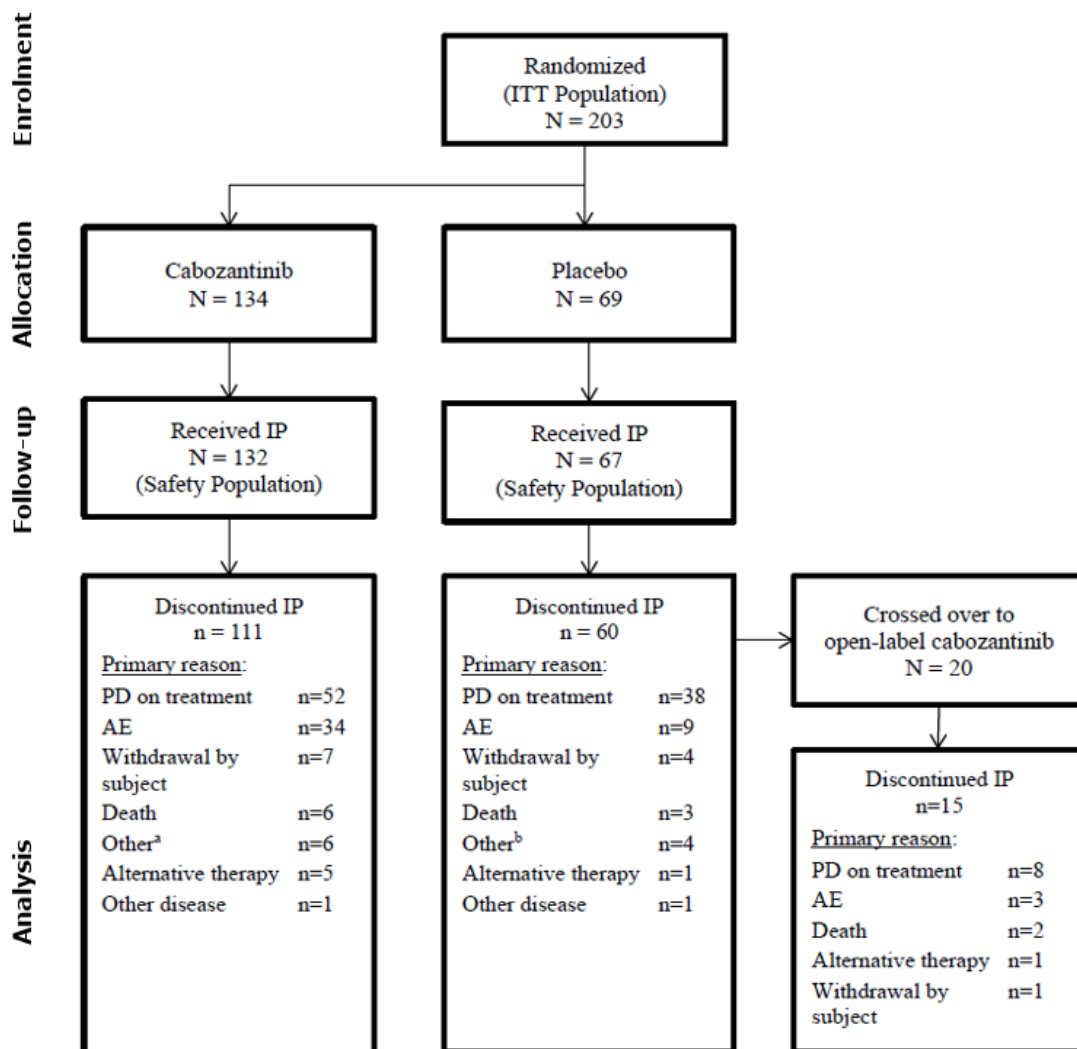 Enrolment
Randomized
(ITT Population)
N = 203
Allocation
Cabozantinib
N = 134
Placebo
N = 69
Follow-up
Received IP
N = 132
(Safety Population)
Received IP
N = 67
(Safety Population)
Analysis
Discontinued IP
n = 111
Primary reason:
PD on treatment n=52
AE n=34
Withdrawal by n=7
subject
Death n=6
Otherᵃ n=6
Alternative therapy n=5
Other disease n=1
Discontinued IP
n = 60
Primary reason:
PD on treatment n=38
AE n=9
Withdrawal by n=4
subject
Death n=3
Otherᵇ n=4
Alternative therapy n=1
Other disease n=1
Crossed over to
open-label cabozantinib
N = 20
Discontinued IP
n=15
Primary reason:
PD on treatment n=8
AE n=3
Death n=2
Alternative therapy n=1
Withdrawal by n=1
subject